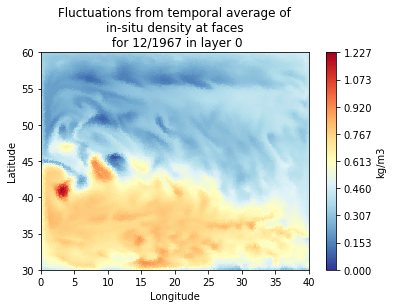 Fluctuations from temporal average of
in-situ density at faces
for 12/1967 in layer 0
60
55
50
45
40
35
30
Latitude
0 5 10 15 20 25 30 35 40
Longitude
1.227
1.073
0.920
0.767
0.613
0.460
0.307
0.153
0.000
kg/m3